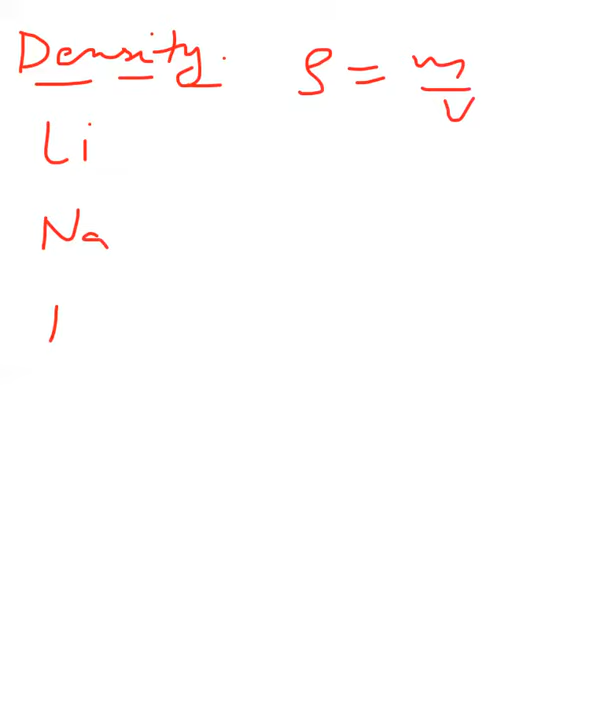 Density. ρ = m/V
Li
Na